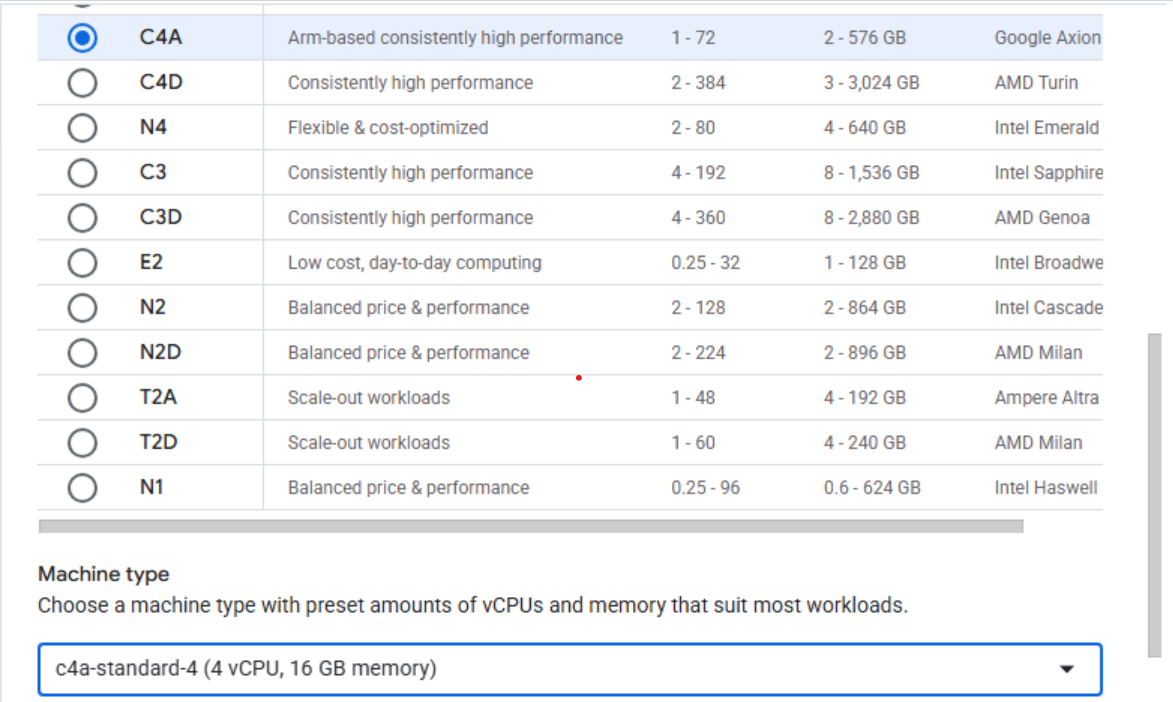 C4A Arm-based consistently high performance 1 - 72 2 - 576 GB Google Axion
C4D Consistently high performance 2 - 384 3 - 3,024 GB AMD Turin
N4 Flexible & cost-optimized 2 - 80 4 - 640 GB Intel Emerald
C3 Consistently high performance 4 - 192 8 - 1,536 GB Intel Sapphire
C3D Consistently high performance 4 - 360 8 - 2,880 GB AMD Genoa
E2 Low cost, day-to-day computing 0.25 - 32 1 - 128 GB Intel Broadwe
N2 Balanced price & performance 2 - 128 2 - 864 GB Intel Cascade
N2D Balanced price & performance 2 - 224 2 - 896 GB AMD Milan
T2A Scale-out workloads 1 - 48 4 - 192 GB Ampere Altra
T2D Scale-out workloads 1 - 60 4 - 240 GB AMD Milan
N1 Balanced price & performance 0.25 - 96 0.6 - 624 GB Intel Haswell
Machine type
Choose a machine type with preset amounts of vCPUs and memory that suit most workloads.
c4a-standard-4 (4 vCPU, 16 GB memory)